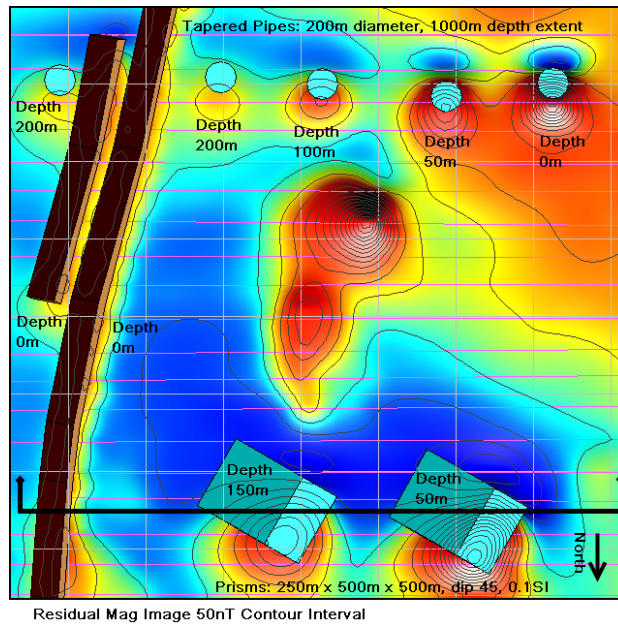 Tapered Pipes: 200m diameter, 1000m depth extent
Depth
200m
Depth
200m
Depth
100m
Depth
50m
Depth
0m
Depth
0m
Depth
0m
Depth
150m
Depth
50m
North
Prisms: 250m x 500m x 500m, dip 45, 0.1SI
Residual Mag Image 50nT Contour Interval